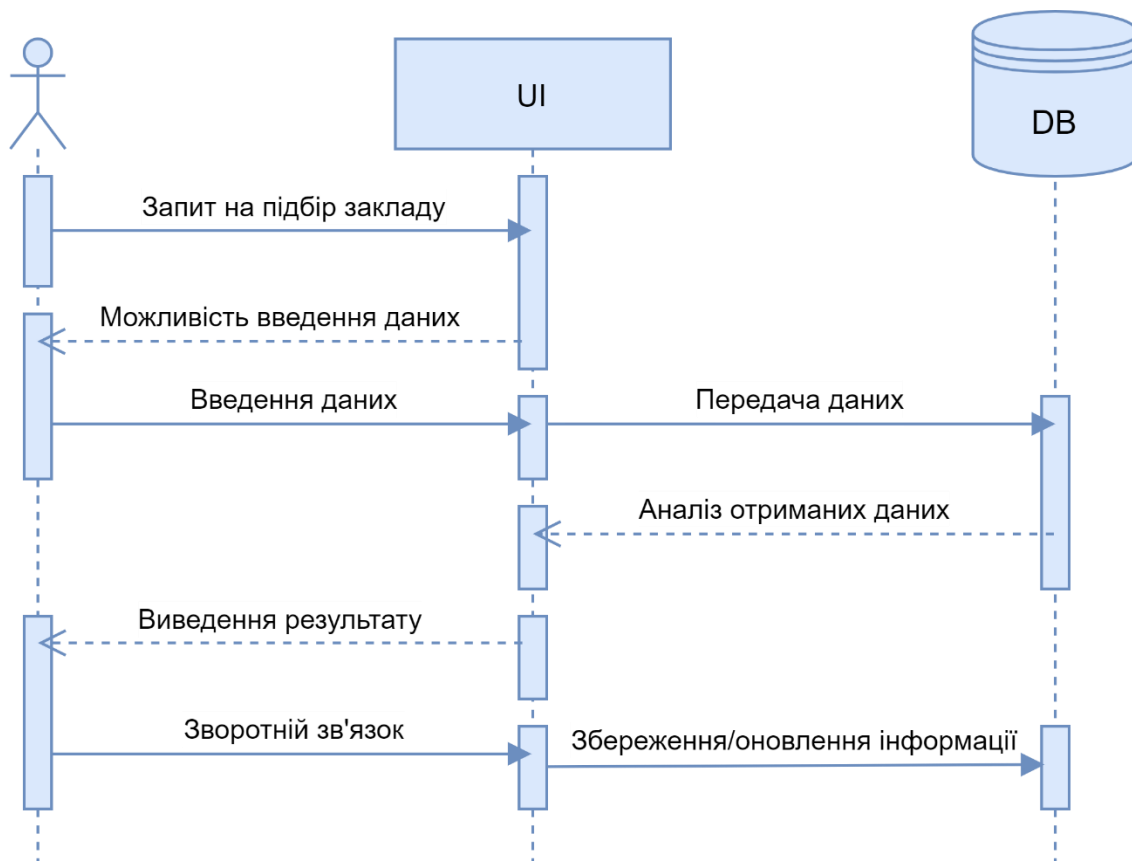 UI
DB
Запит на підбір закладу
Можливість введення даних
Введення даних
Передача даних
Аналіз отриманих даних
Виведення результату
Зворотній зв'язок
Збереження/оновлення інформації